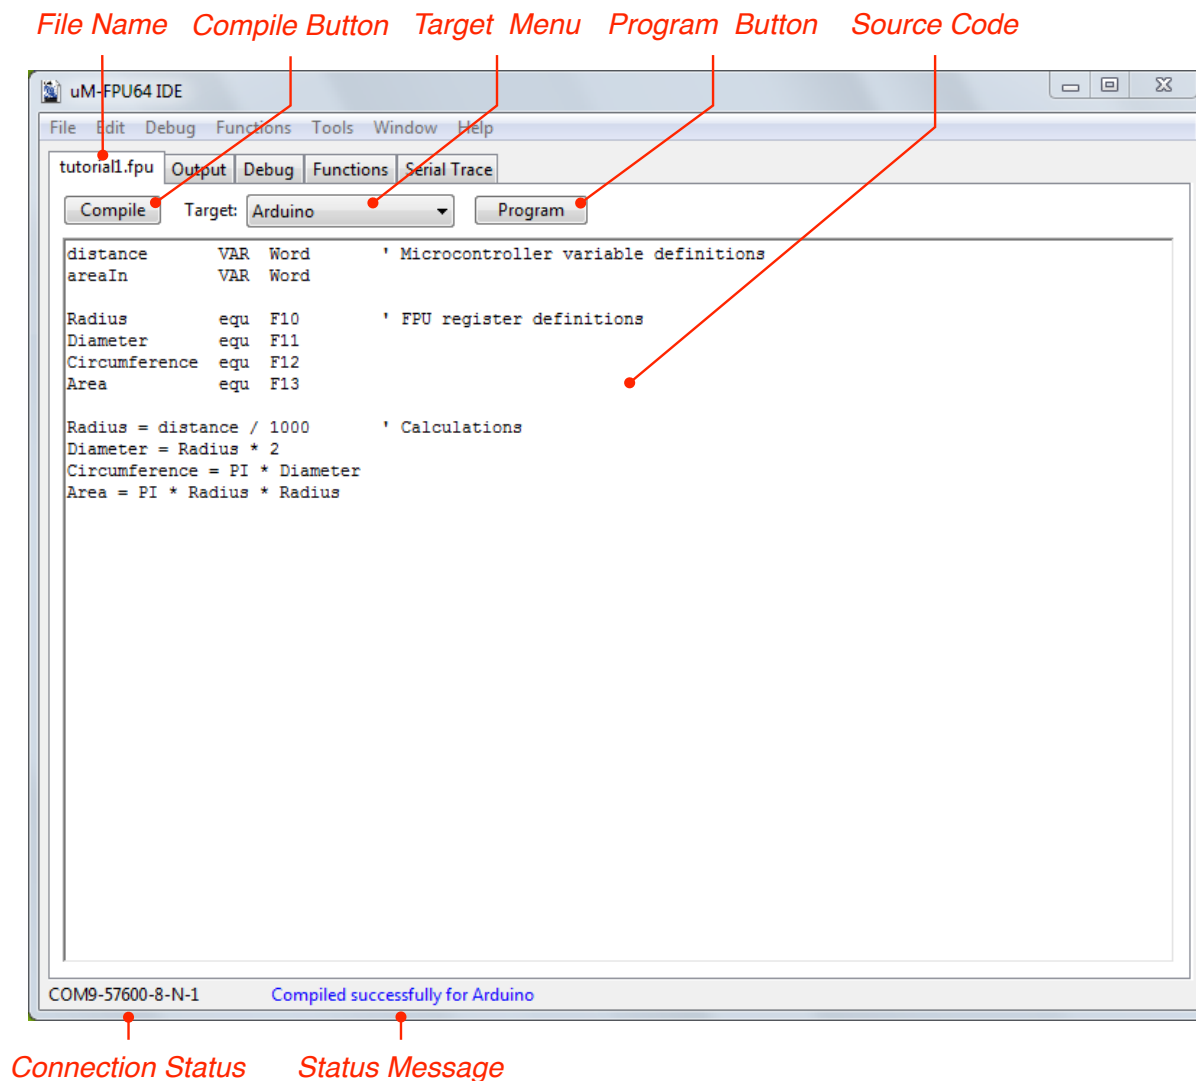 File Name Compile Button Target Menu Program Button Source Code
uM-FPU64 IDE
File Edit Debug Functions Tools Window Help
tutorial1.fpu Output Debug Functions Serial Trace
Compile Target: Arduino Program
distance VAR Word ' Microcontroller variable definitions
areaIn VAR Word
Radius equ F10 ' FPU register definitions
Diameter equ F11
Circumference equ F12
Area equ F13
Radius = distance / 1000 ' Calculations
Diameter = Radius * 2
Circumference = PI * Diameter
Area = PI * Radius * Radius
COM9-57600-8-N-1 Compiled successfully for Arduino
Connection Status Status Message